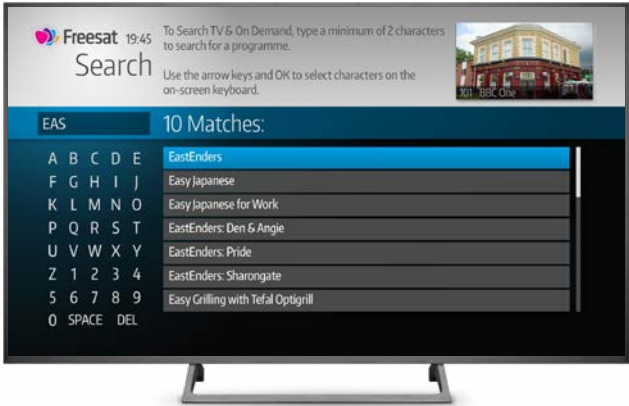 Freesat 19:45
Search
To Search TV & On Demand, type a minimum of 2 characters
to search for a programme.
Use the arrow keys and OK to select characters on the
on-screen keyboard.
101 BBC One
EAS
10 Matches:
A B C D E
F G H I J
K L M N O
P Q R S T
U V W X Y
Z 1 2 3 4
5 6 7 8 9
0 SPACE DEL
EastEnders
Easy Japanese
Easy Japanese for Work
EastEnders: Den & Angie
EastEnders: Pride
EastEnders: Sharongate
Easy Grilling with Tefal Optigrill